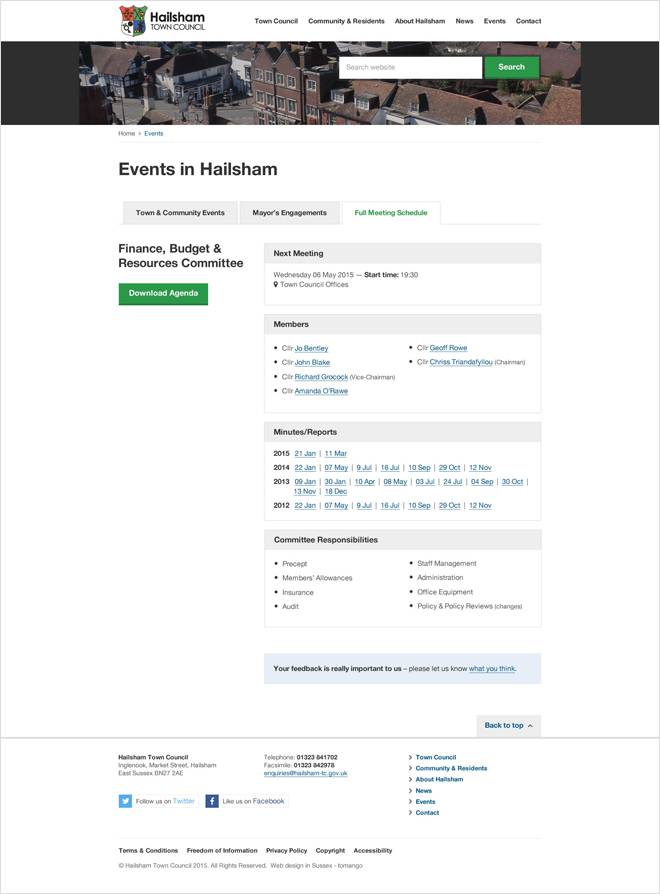 Hailsham
TOWN COUNCIL
Town Council Community & Residents About Hailsham News Events Contact
Search website Search
Home > Events
Events in Hailsham
Town & Community Events Mayor's Engagements Full Meeting Schedule
Finance, Budget &
Resources Committee
Download Agenda
Next Meeting
Wednesday 06 May 2015 — Start time: 19:30
Town Council Offices
Members
• Cllr Jo Bentley
• Cllr John Blake
• Cllr Richard Grocock (Vice-Chairman)
• Cllr Amanda O'Rawe
• Cllr Geoff Rowe
• Cllr Chriss Triandafyllou (Chairman)
Minutes/Reports
2015 21 Jan | 11 Mar
2014 22 Jan | 07 May | 9 Jul | 16 Jul | 10 Sep | 29 Oct | 12 Nov
2013 09 Jan | 30 Jan | 10 Apr | 08 May | 03 Jul | 24 Jul | 04 Sep | 30 Oct |
13 Nov | 18 Dec
2012 22 Jan | 07 May | 9 Jul | 16 Jul | 10 Sep | 29 Oct | 12 Nov
Committee Responsibilities
• Precept
• Members' Allowances
• Insurance
• Audit
• Staff Management
• Administration
• Office Equipment
• Policy & Policy Reviews (changes)
Your feedback is really important to us – please let us know what you think.
Back to top
Hailsham Town Council
Inglenook, Market Street, Hailsham
East Sussex BN27 2AE
Telephone: 01323 841702
Facsimile: 01323 842978
enquiries@hailsham-tc.gov.uk
> Town Council
> Community & Residents
> About Hailsham
> News
> Events
> Contact
Follow us on Twitter Like us on Facebook
Terms & Conditions Freedom of Information Privacy Policy Copyright Accessibility
© Hailsham Town Council 2015. All Rights Reserved. Web design in Sussex - tomango